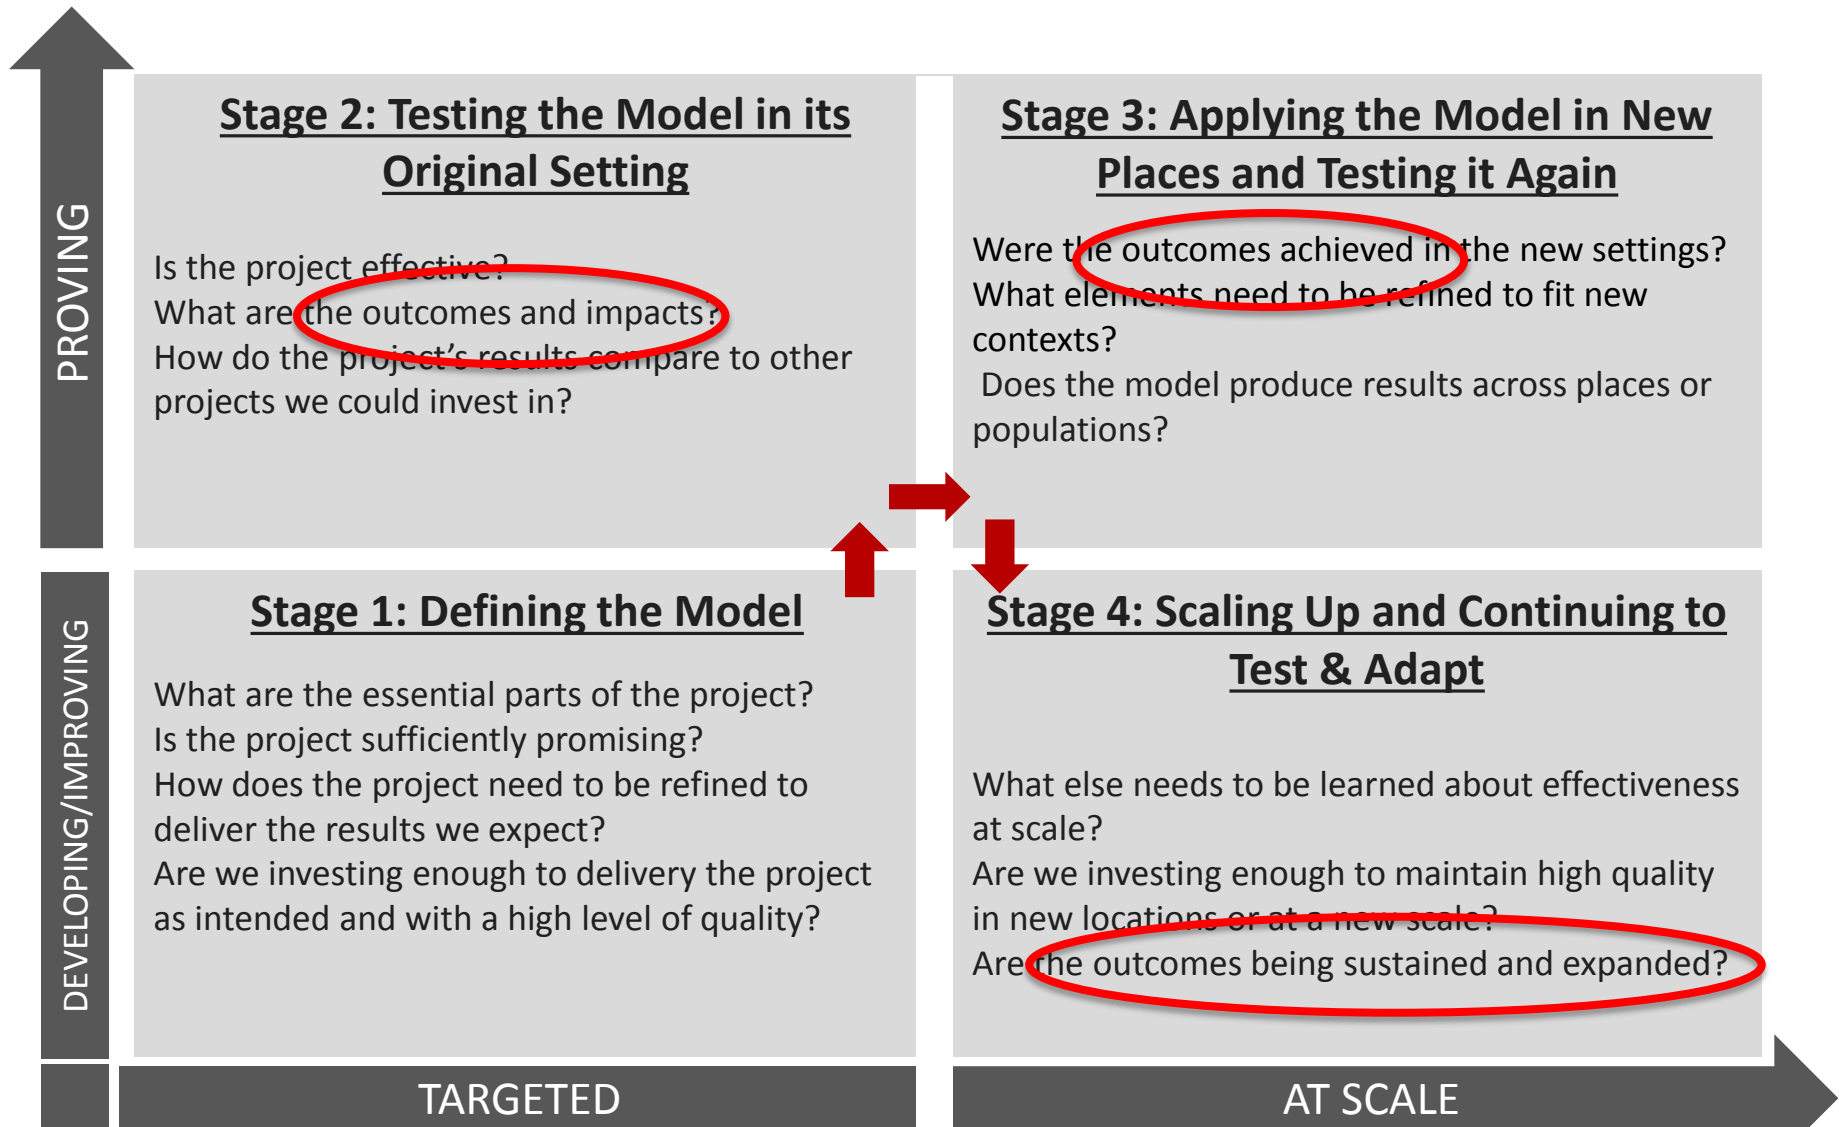 PROVING
Stage 2: Testing the Model in its
Original Setting
Is the project effective?
What are the outcomes and impacts?
How do the project’s results compare to other
projects we could invest in?
Stage 3: Applying the Model in New
Places and Testing it Again
Were the outcomes achieved in the new settings?
What elements need to be refined to fit new
contexts?
Does the model produce results across places or
populations?
DEVELOPING/IMPROVING
Stage 1: Defining the Model
What are the essential parts of the project?
Is the project sufficiently promising?
How does the project need to be refined to
deliver the results we expect?
Are we investing enough to delivery the project
as intended and with a high level of quality?
Stage 4: Scaling Up and Continuing to
Test & Adapt
What else needs to be learned about effectiveness
at scale?
Are we investing enough to maintain high quality
in new locations or at a new scale?
Are the outcomes being sustained and expanded?
TARGETED
AT SCALE